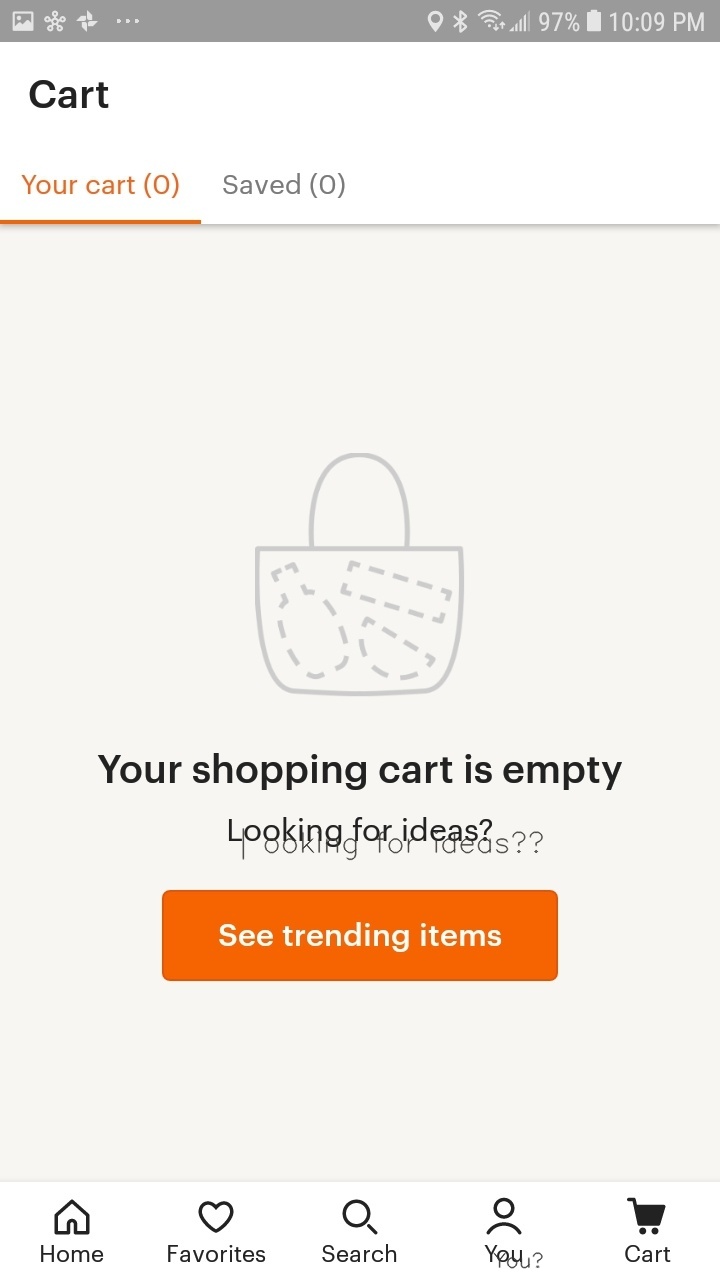 97% 10:09 PM
Cart
Your cart (0) Saved (0)
Your shopping cart is empty
Looking for ideas?
ooking for ideas??
See trending items
Home Favorites Search You Cart
You?